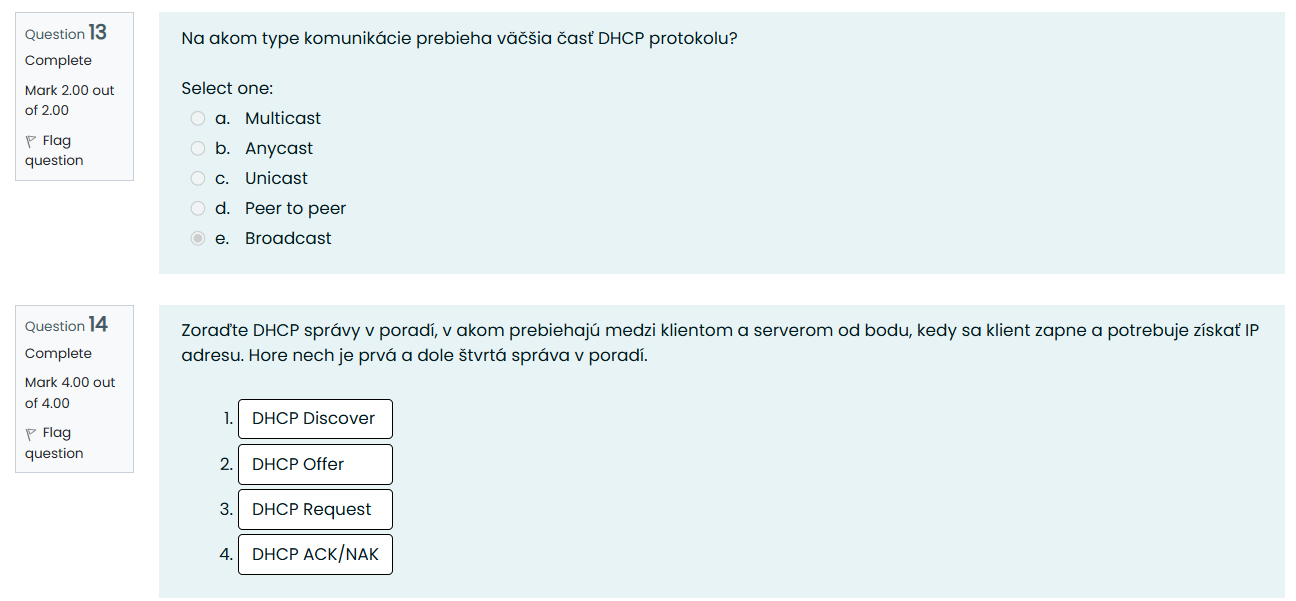 Question 13
Complete
Mark 2.00 out
of 2.00
Flag
question
Na akom type komunikácie prebieha väčšia časť DHCP protokolu?
Select one:
a. Multicast
b. Anycast
c. Unicast
d. Peer to peer
e. Broadcast
Question 14
Complete
Mark 4.00 out
of 4.00
Flag
question
Zoraďte DHCP správy v poradí, v akom prebiehajú medzi klientom a serverom od bodu, kedy sa klient zapne a potrebuje získať IP
adresu. Hore nech je prvá a dole štvrtá správa v poradí.
1. DHCP Discover
2. DHCP Offer
3. DHCP Request
4. DHCP ACK/NAK